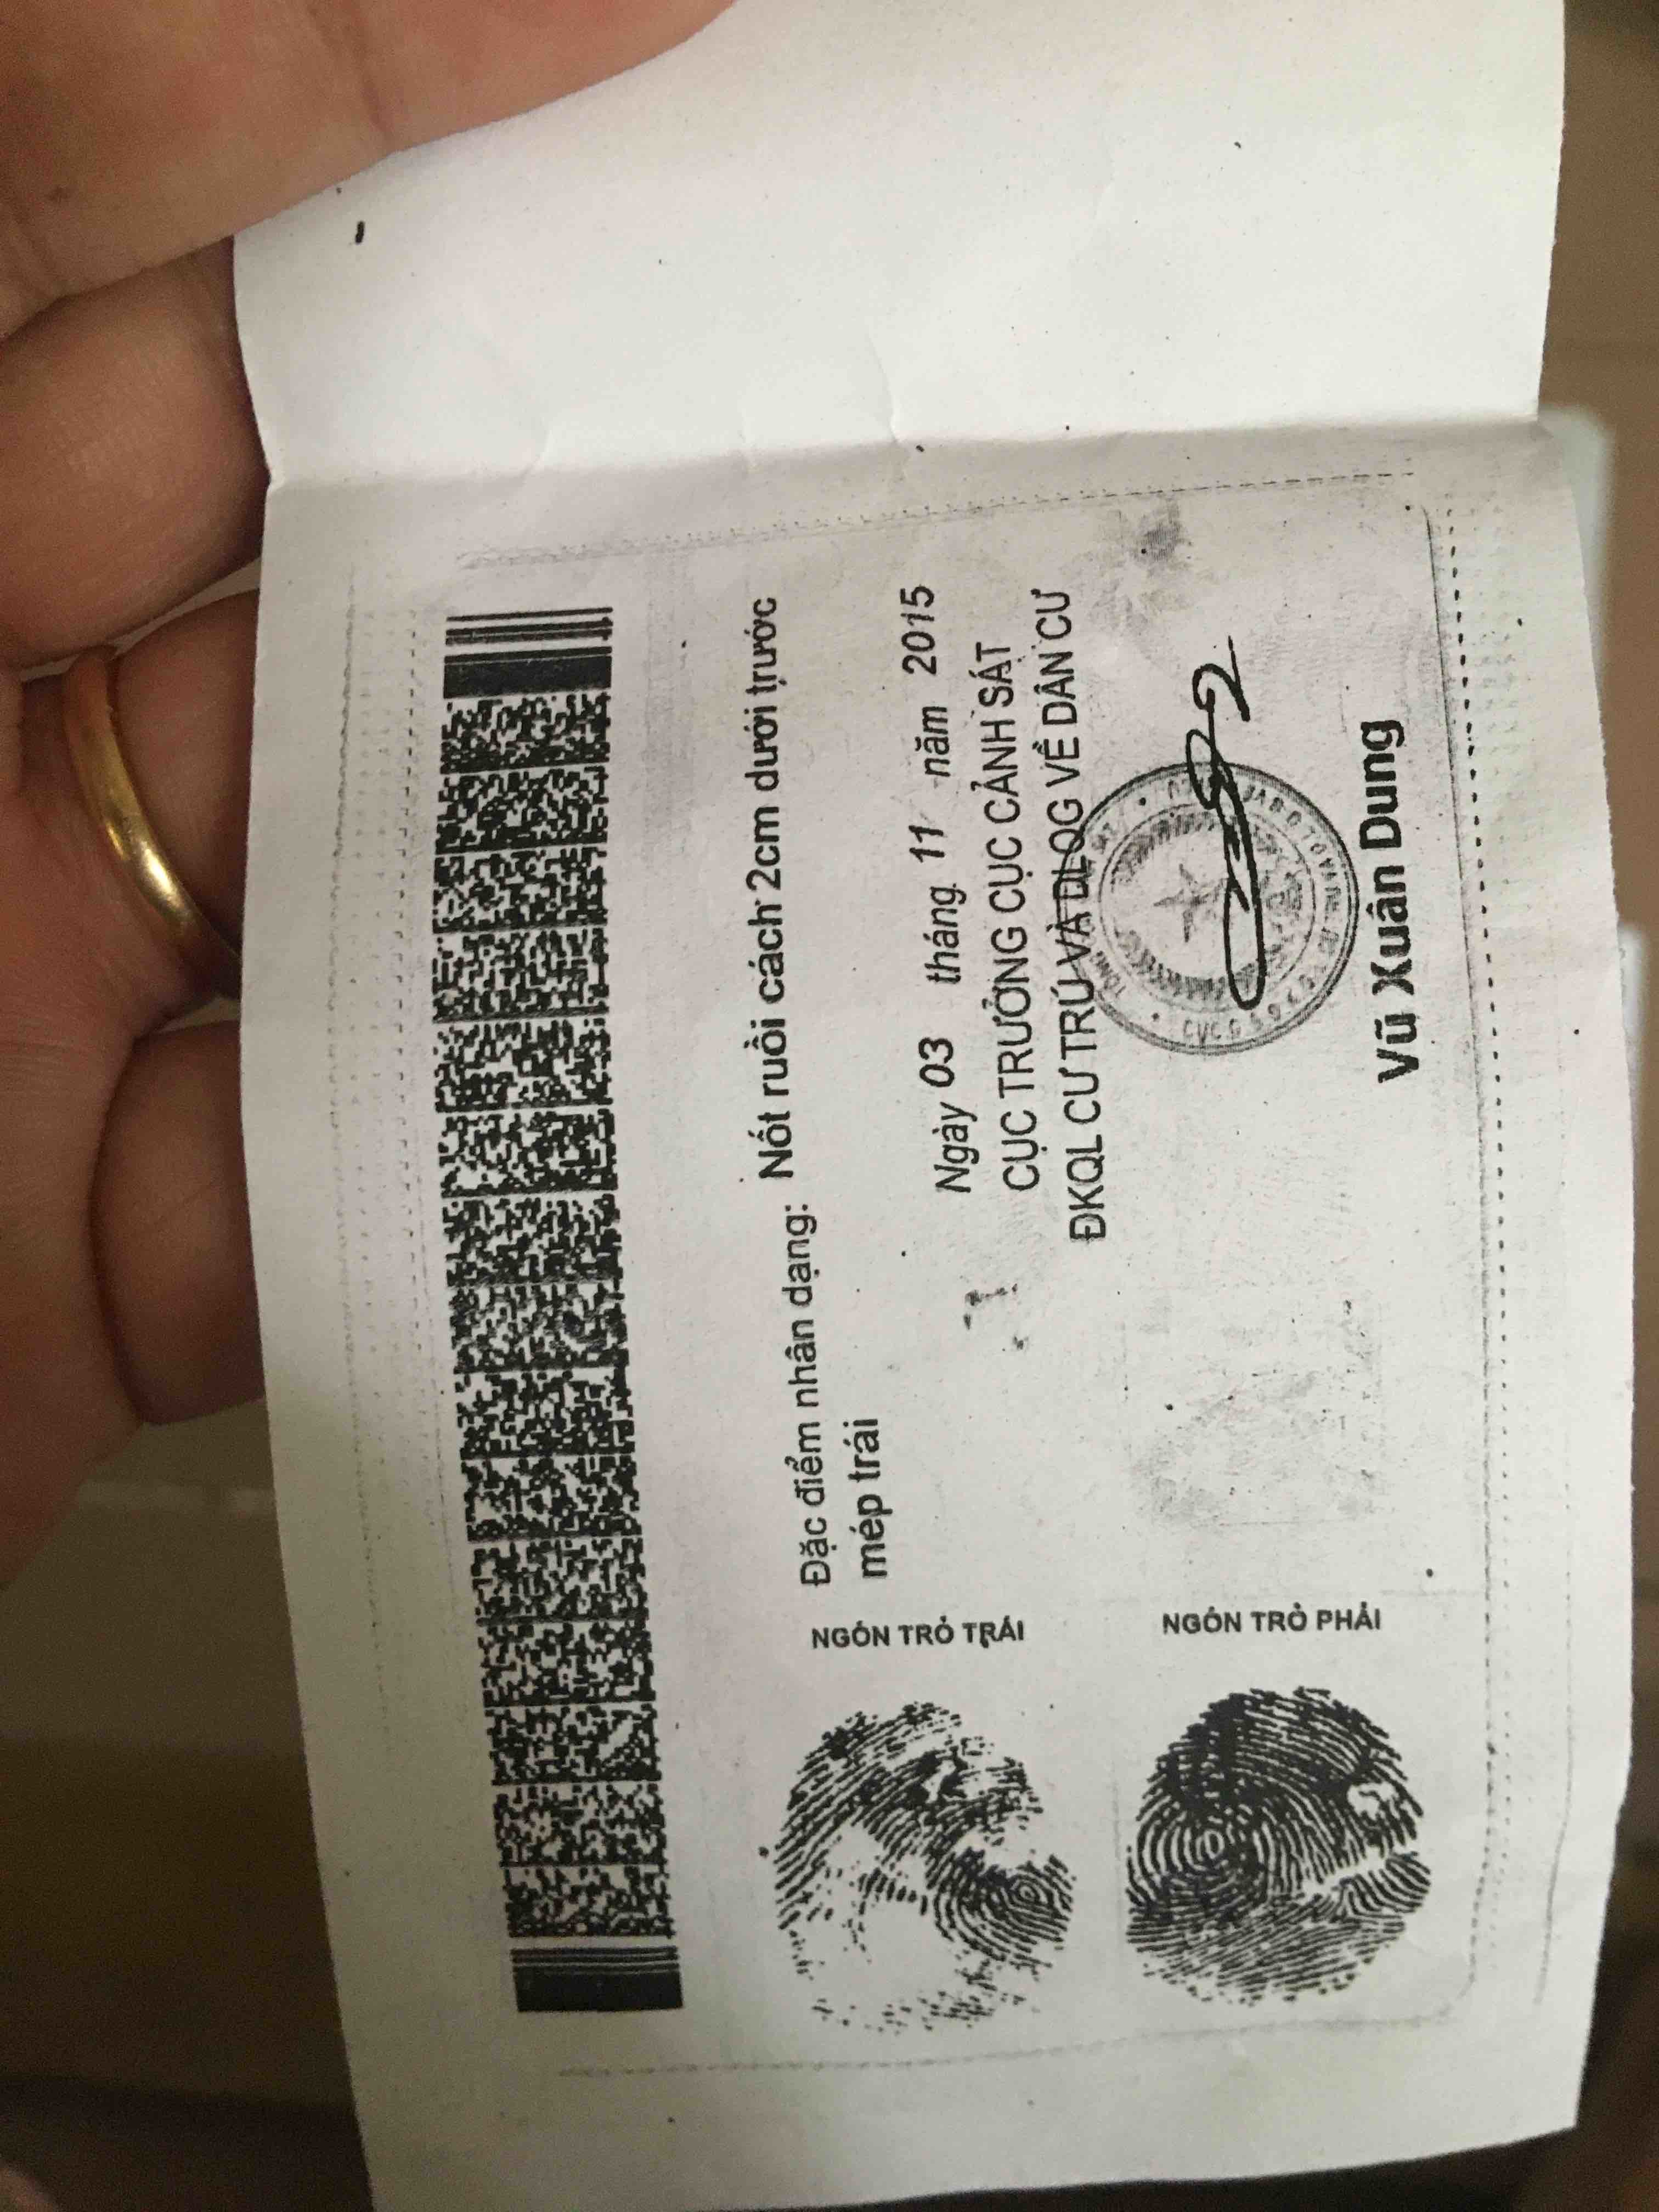 Đặc điểm nhân dạng: Nốt ruồi cách 2cm dưới trước
mép trái
Ngày 03 tháng 11 năm 2015
CỤC TRƯỞNG CỤC CẢNH SÁT
ĐKQL CƯ TRÚ VÀ DLQG VỀ DÂN CƯ
Vũ Xuân Dung
NGÓN TRỎ TRÁI
NGÓN TRỎ PHẢI